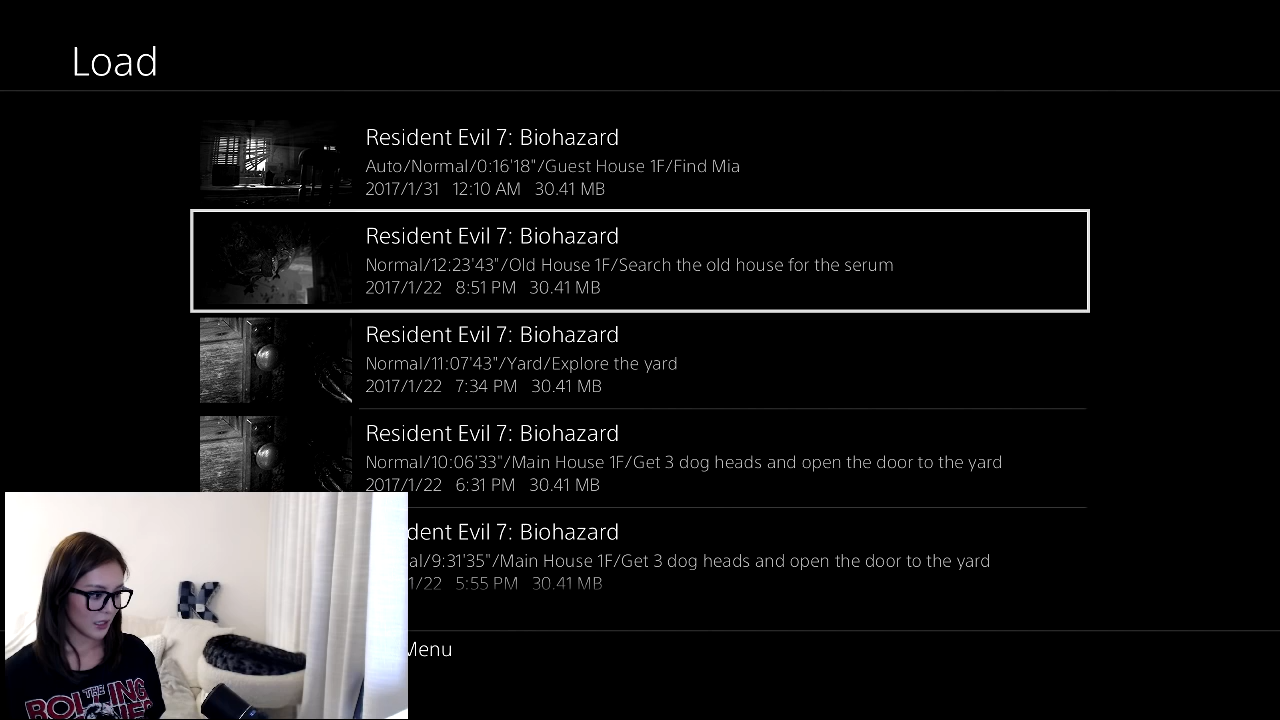 Load
Resident Evil 7: Biohazard
Auto/Normal/0:16'18"/Guest House 1F/Find Mia
2017/1/31 12:10 AM 30.41 MB
Resident Evil 7: Biohazard
Normal/12:23'43"/Old House 1F/Search the old house for the serum
2017/1/22 8:51 PM 30.41 MB
Resident Evil 7: Biohazard
Normal/11:07'43"/Yard/Explore the yard
2017/1/22 7:34 PM 30.41 MB
Resident Evil 7: Biohazard
Normal/10:06'33"/Main House 1F/Get 3 dog heads and open the door to the yard
2017/1/22 6:31 PM 30.41 MB
dent Evil 7: Biohazard
al/9:31'35"/Main House 1F/Get 3 dog heads and open the door to the yard
1/22 5:55 PM 30.41 MB
Menu
K
THE
ROLLING